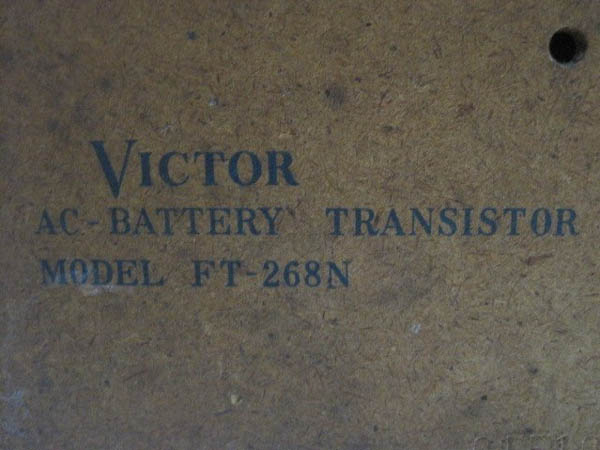 VICTOR
AC-BATTERY TRANSISTOR
MODEL FT-268N